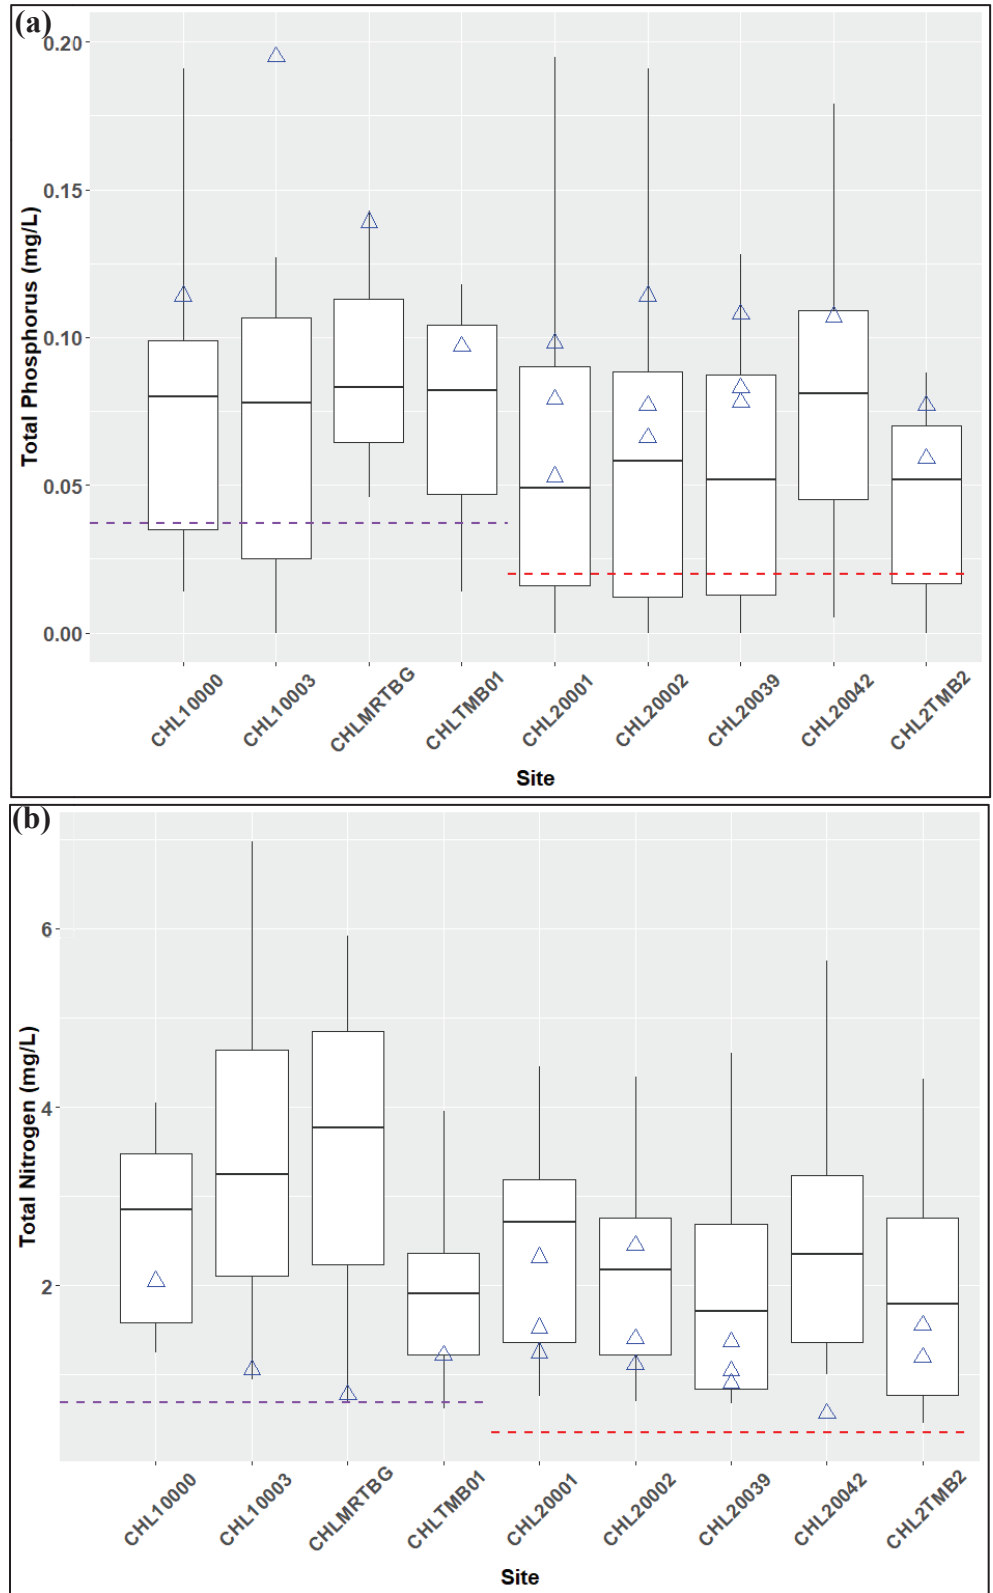 (a)
Total Phosphorus (mg/L)
0.20
0.15
0.10
0.05
0.00
CHL10000
CHL10003
CHLMRTBG
CHLTMB01
CHL20001
CHL20002
CHL20039
CHL20042
CHL2TMB2
Site
(b)
Total Nitrogen (mg/L)
6
4
2
CHL10000
CHL10003
CHLMRTBG
CHLTMB01
CHL20001
CHL20002
CHL20039
CHL20042
CHL2TMB2
Site